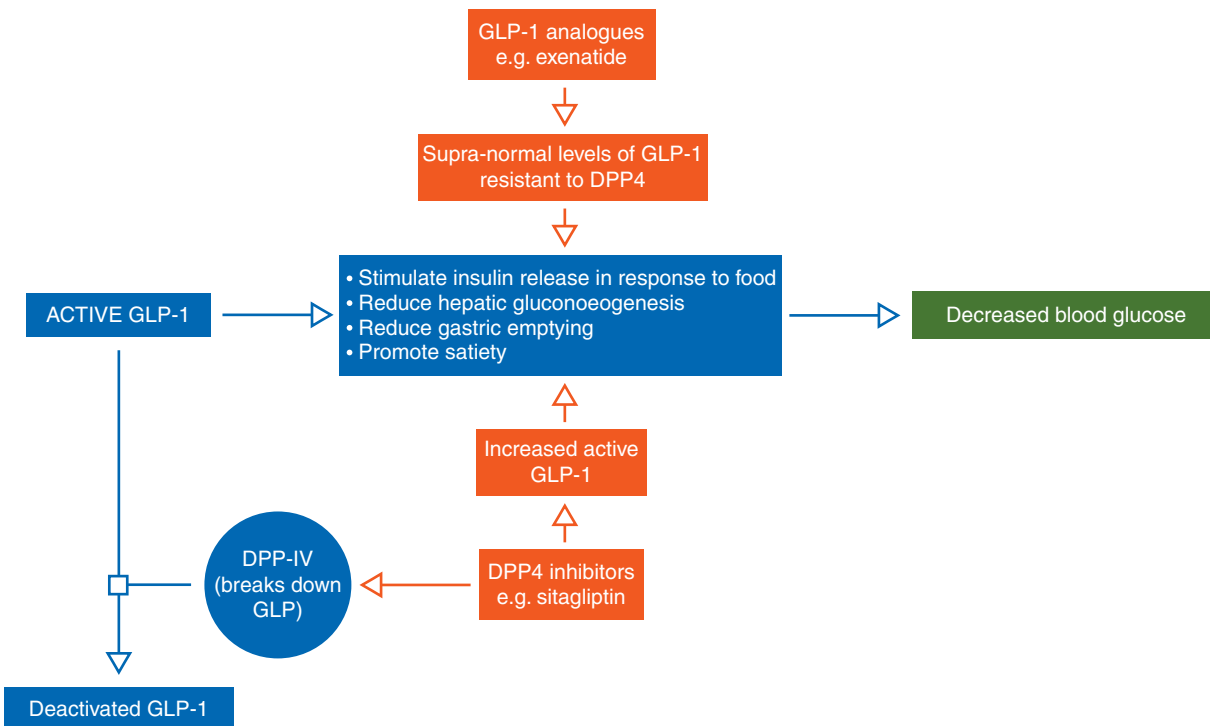 GLP-1 analogues
e.g. exenatide
Supra-normal levels of GLP-1
resistant to DPP4
• Stimulate insulin release in response to food
• Reduce hepatic gluconoeogenesis
• Reduce gastric emptying
• Promote satiety
ACTIVE GLP-1
Decreased blood glucose
Increased active
GLP-1
DPP-IV
(breaks down
GLP)
DPP4 inhibitors
e.g. sitagliptin
Deactivated GLP-1